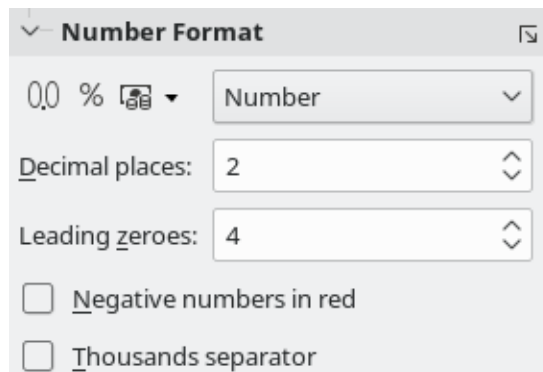 Number Format
0,0 % Number
Decimal places: 2
Leading zeroes: 4
Negative numbers in red
Thousands separator